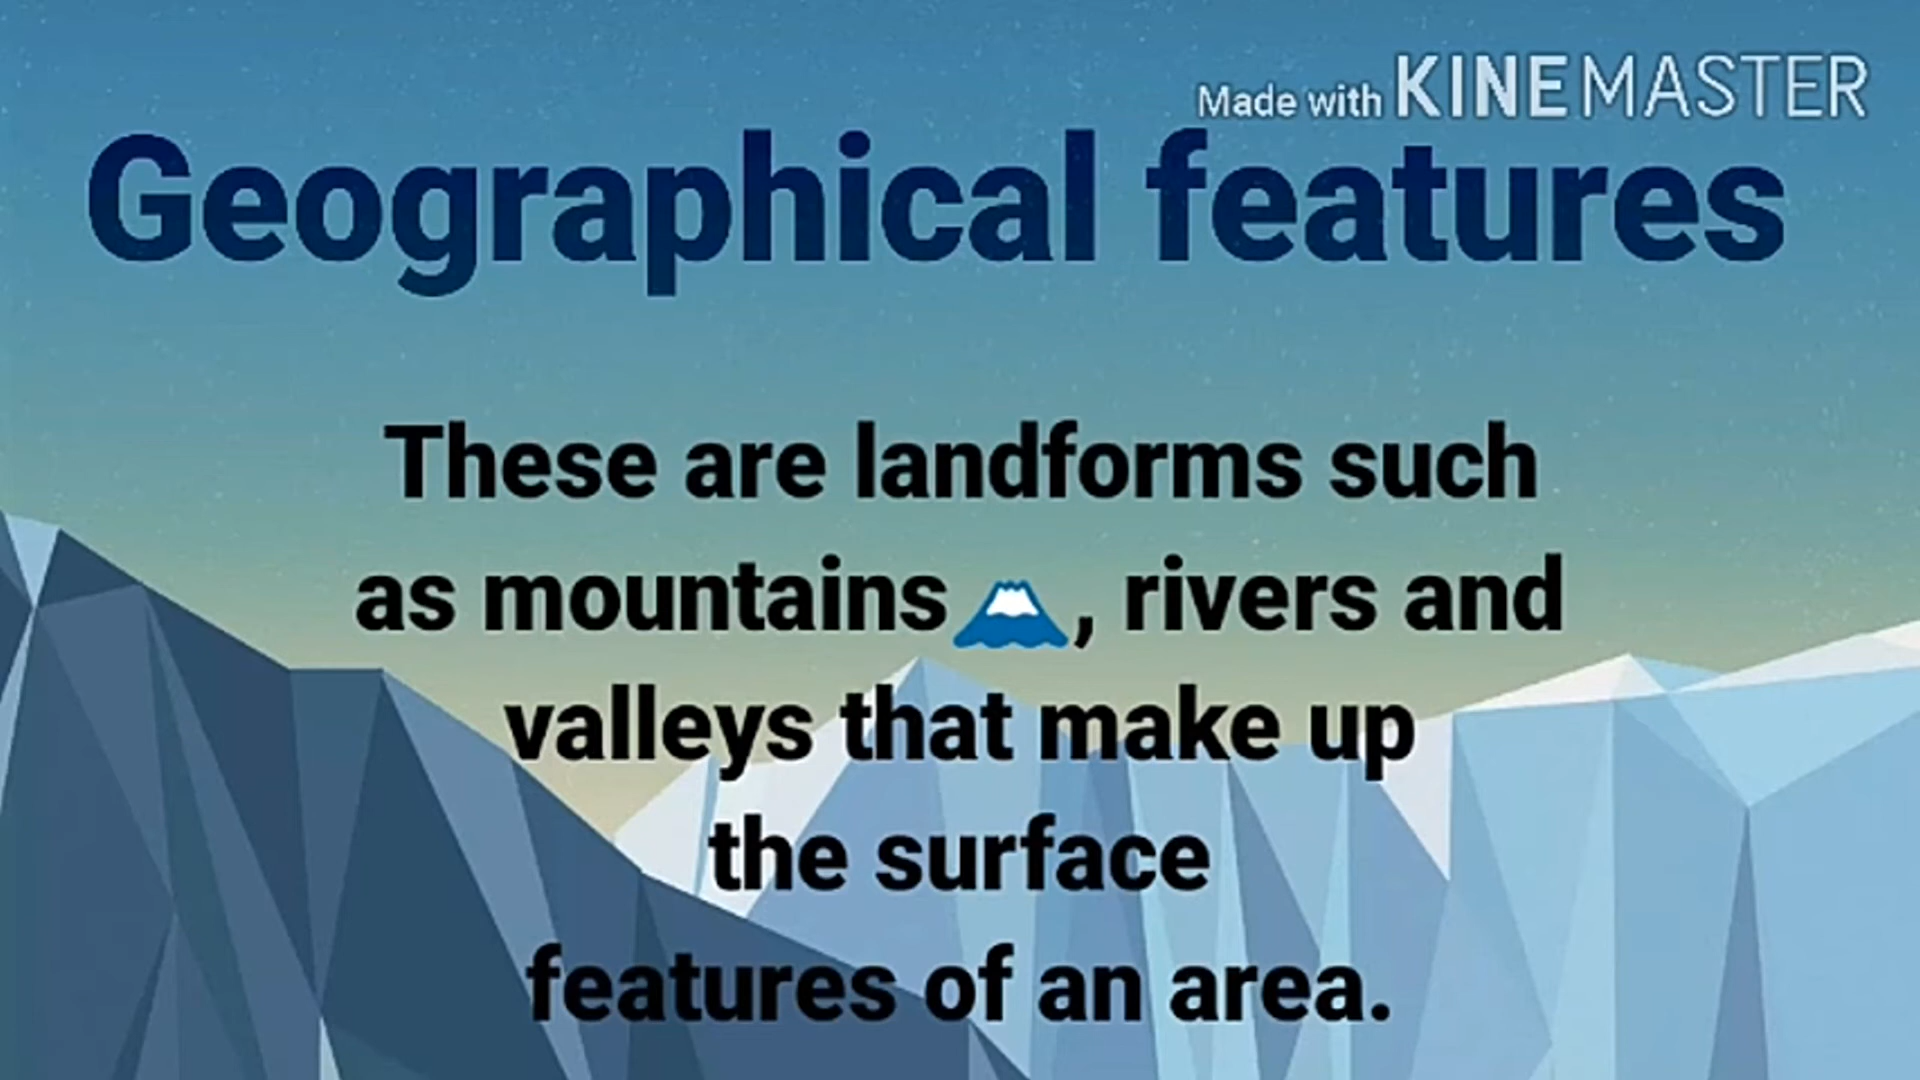 Made with KINEMASTER
Geographical features
These are landforms such
as mountains🗻, rivers and
valleys that make up
the surface
features of an area.